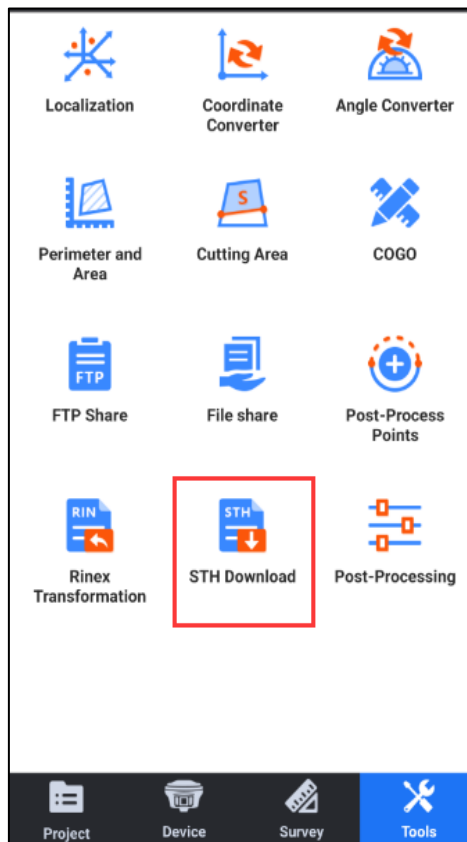 Localization
Coordinate
Converter
Angle Converter
S
Perimeter and
Area
Cutting Area
COGO
FTP
FTP Share
File share
Post-Process
Points
RIN
STH
Rinex
Transformation
STH Download
Post-Processing
Project
Device
Survey
Tools